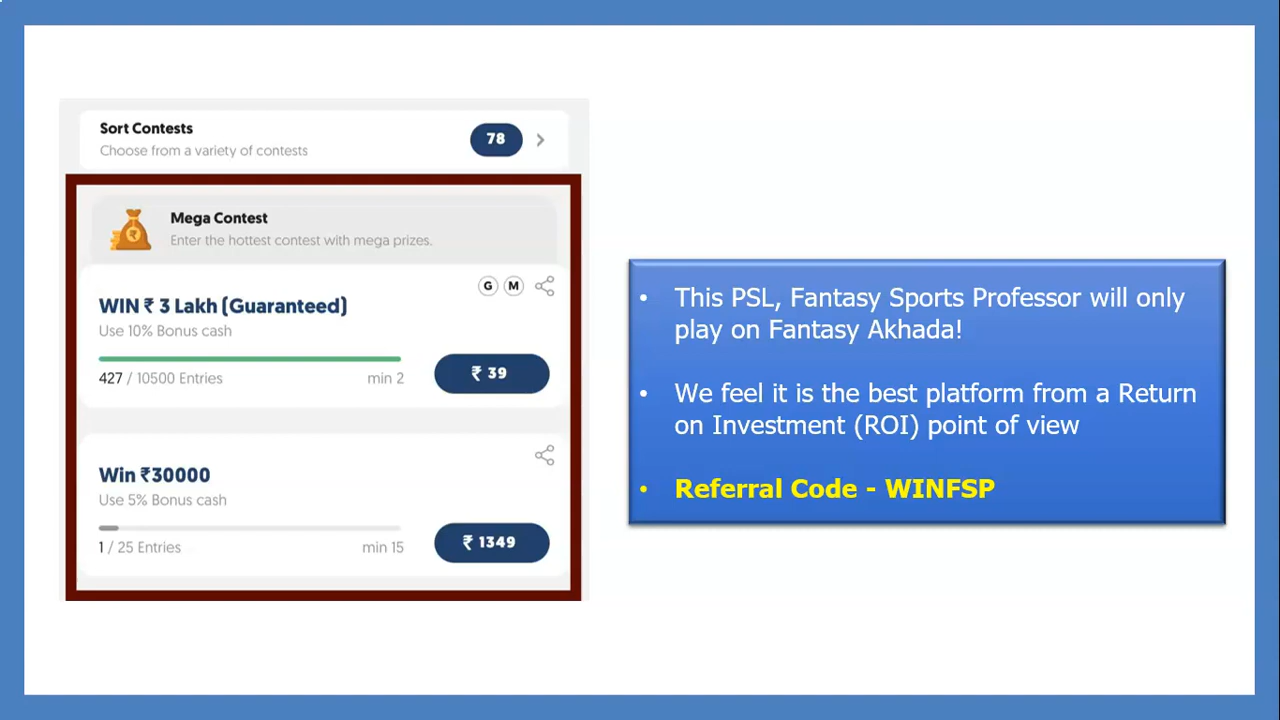 Sort Contests
Choose from a variety of contests
78
Mega Contest
Enter the hottest contest with mega prizes.
G M
WIN ₹ 3 Lakh (Guaranteed)
Use 10% Bonus cash
427 / 10500 Entries
min 2
₹ 39
Win ₹30000
Use 5% Bonus cash
1 / 25 Entries
min 15
₹ 1349
• This PSL, Fantasy Sports Professor will only
play on Fantasy Akhada!
• We feel it is the best platform from a Return
on Investment (ROI) point of view
• Referral Code - WINFSP